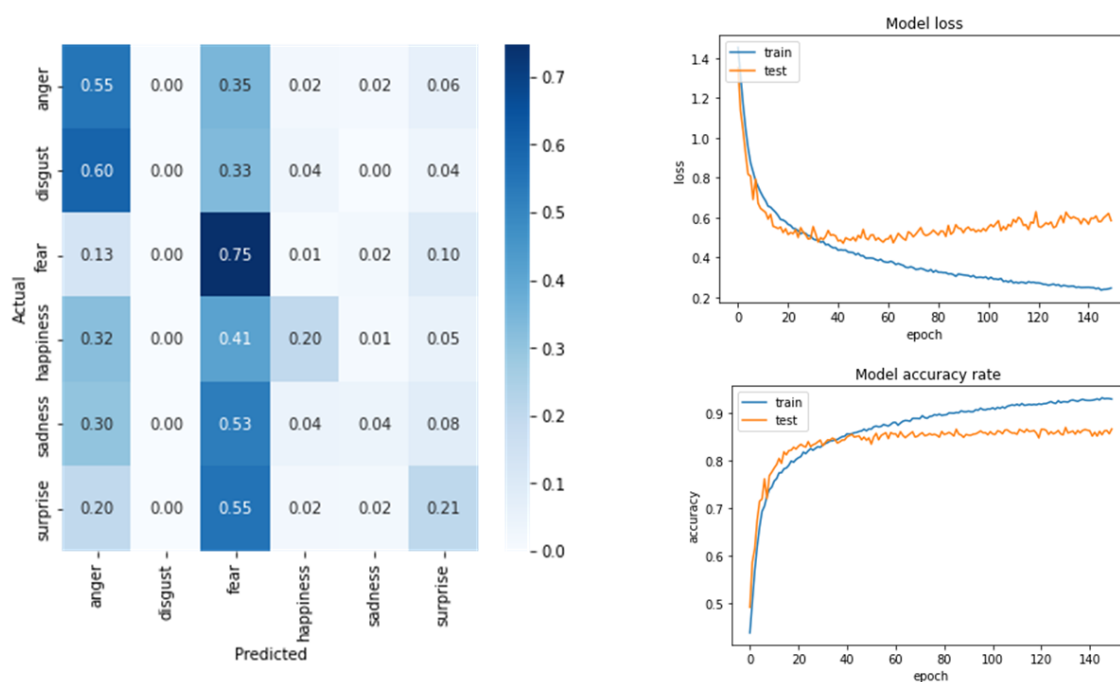 anger 0.55 0.00 0.35 0.02 0.02 0.06
disgust 0.60 0.00 0.33 0.04 0.00 0.04
fear 0.13 0.00 0.75 0.01 0.02 0.10
happiness 0.32 0.00 0.41 0.20 0.01 0.05
sadness 0.30 0.00 0.53 0.04 0.04 0.08
surprise 0.20 0.00 0.55 0.02 0.02 0.21
Actual
anger disgust fear happiness sadness surprise
Predicted
0.7
0.6
0.5
0.4
0.3
0.2
0.1
0.0
Model loss
train
test
1.4
1.2
1.0
0.8
0.6
0.4
0.2
loss
0 20 40 60 80 100 120 140
epoch
Model accuracy rate
train
test
0.9
0.8
0.7
0.6
0.5
accuracy
0 20 40 60 80 100 120 140
epoch